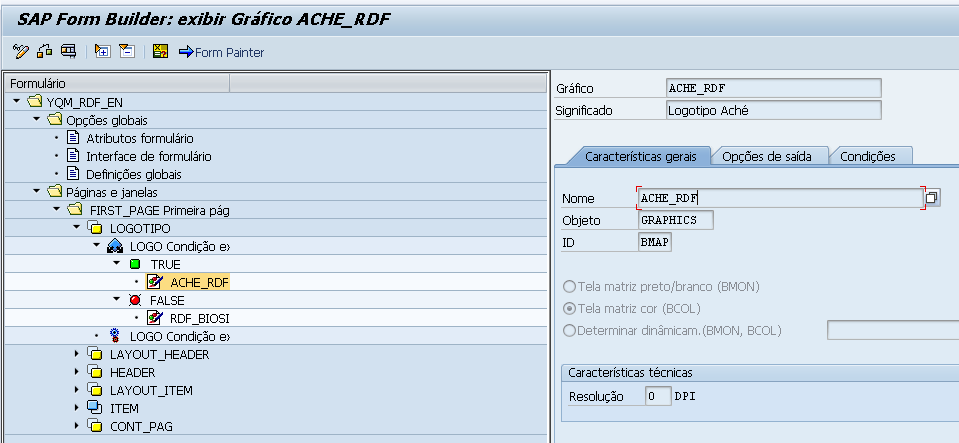 SAP Form Builder: exibir Gráfico ACHE_RDF
Form Painter
Formulário
YQM_RDF_EN
Opções globais
Atributos formulário
Interface de formulário
Definições globais
Páginas e janelas
FIRST_PAGE Primeira pág
LOGOTIPO
LOGO Condição e
TRUE
ACHE_RDF
FALSE
RDF_BIOSI
LOGO Condição e
LAYOUT_HEADER
HEADER
LAYOUT_ITEM
ITEM
CONT_PAG
Gráfico ACHE_RDF
Significado Logotipo Aché
Características gerais Opções de saída Condições
Nome ACHE_RDF
Objeto GRAPHICS
ID BMAP
Tela matriz preto/branco (BMON)
Tela matriz cor (BCOL)
Determinar dinâmicam.(BMON, BCOL)
Características técnicas
Resolução 0 DPI